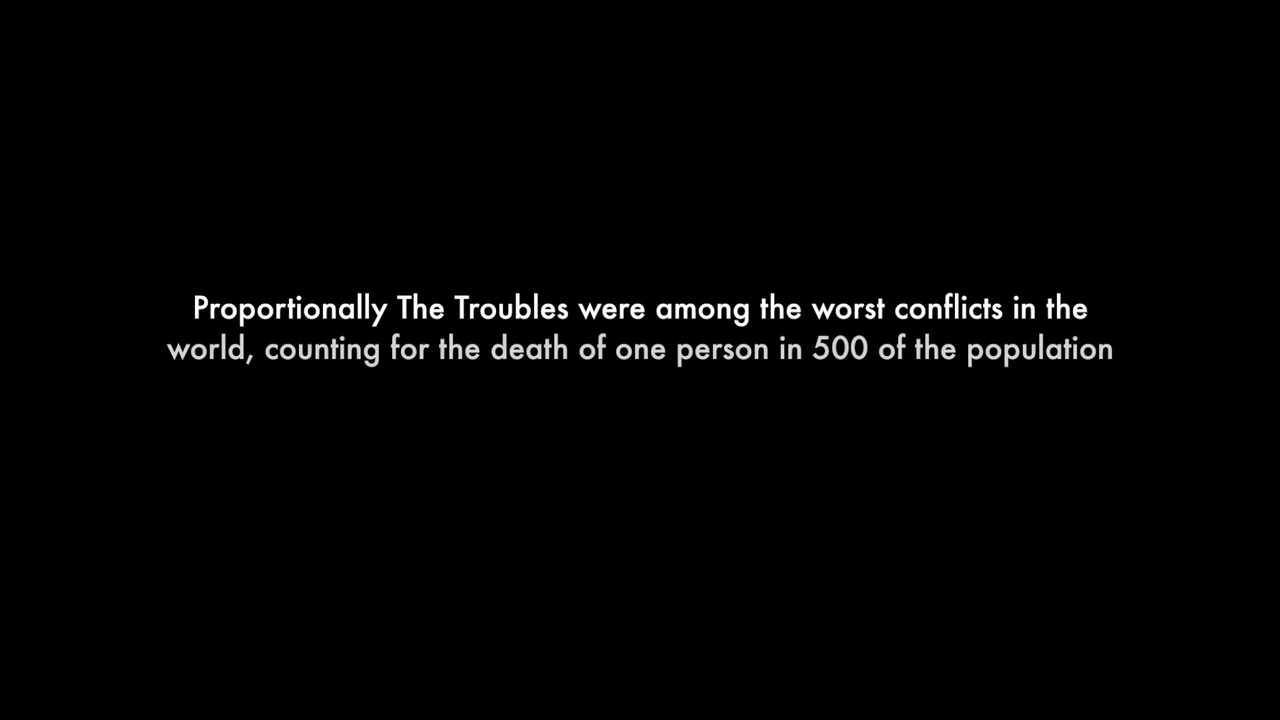 Proportionally The Troubles were among the worst conflicts in the
world, counting for the death of one person in 500 of the population